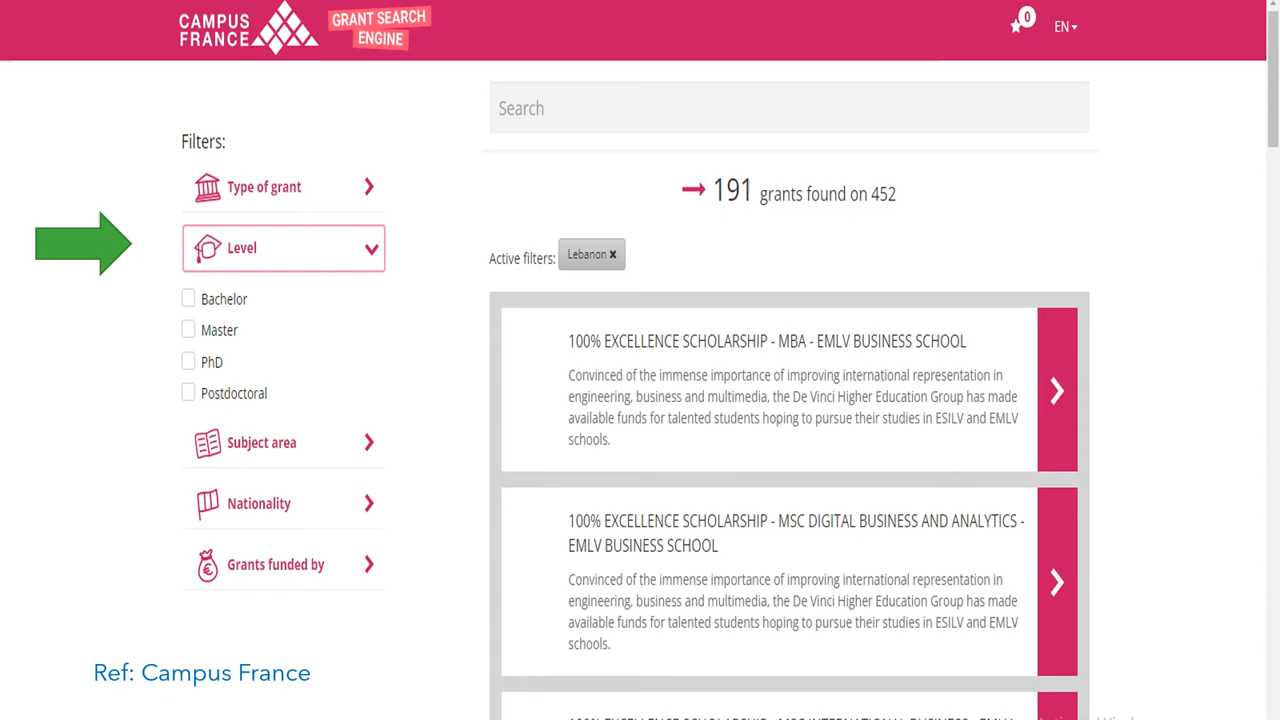 CAMPUS
FRANCE
GRANT SEARCH
ENGINE
0
EN
Search
Filters:
Type of grant
Level
Bachelor
Master
PhD
Postdoctoral
Subject area
Nationality
Grants funded by
191 grants found on 452
Active filters: Lebanon ✖
100% EXCELLENCE SCHOLARSHIP - MBA - EMLV BUSINESS SCHOOL
Convinced of the immense importance of improving international representation in
engineering, business and multimedia, the De Vinci Higher Education Group has made
available funds for talented students hoping to pursue their studies in ESILV and EMLV
schools.
100% EXCELLENCE SCHOLARSHIP - MSC DIGITAL BUSINESS AND ANALYTICS -
EMLV BUSINESS SCHOOL
Convinced of the immense importance of improving international representation in
engineering, business and multimedia, the De Vinci Higher Education Group has made
available funds for talented students hoping to pursue their studies in ESILV and EMLV
schools.
Ref: Campus France